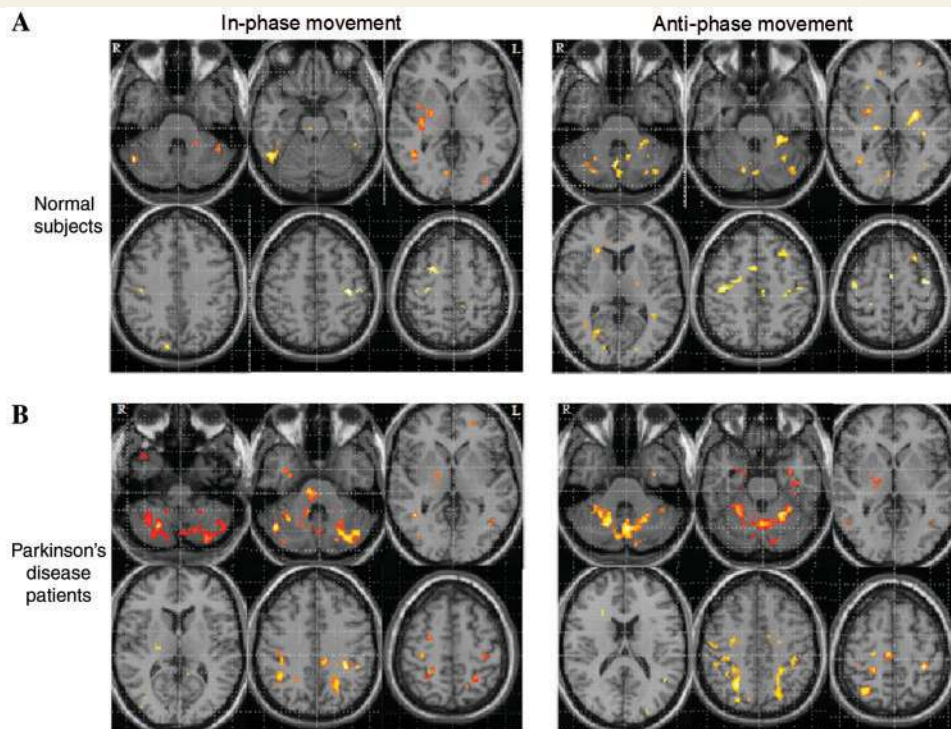 A
In-phase movement
Anti-phase movement
R
L
R
Normal
subjects
B
R
L
R
Parkinson's
disease
patients